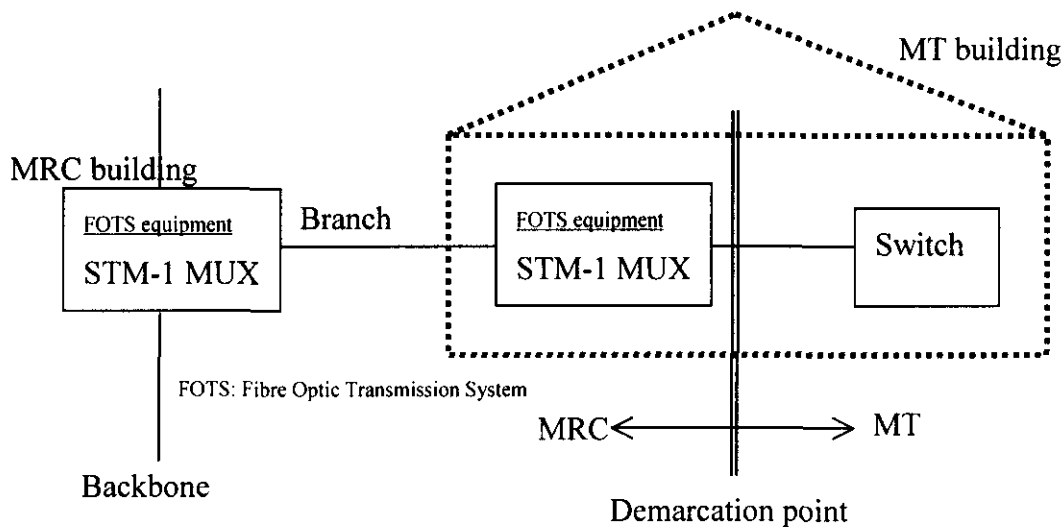 MT building
MRC building
FOTS equipment
STM-1 MUX
Branch
FOTS equipment
STM-1 MUX
Switch
FOTS: Fibre Optic Transmission System
MRC
MT
Backbone
Demarcation point